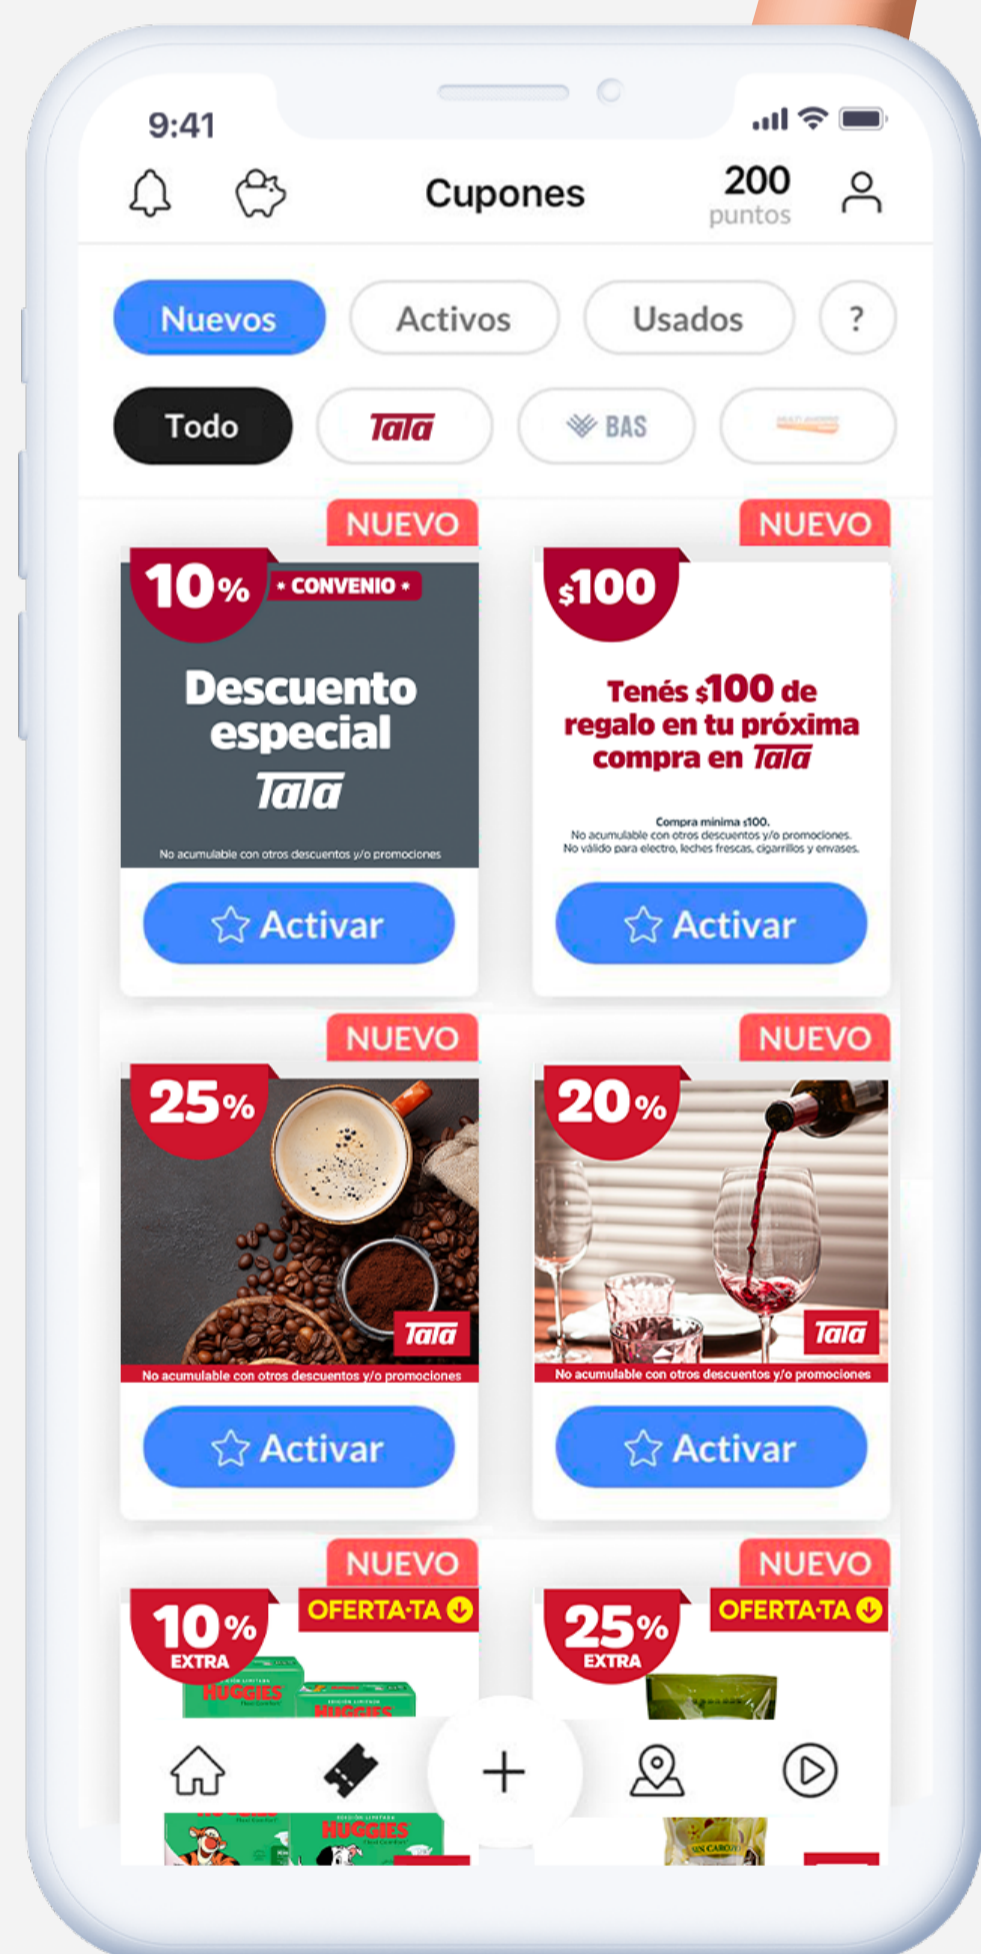 9:41
Cupones
200
puntos
Nuevos
Activos
Usados
?
Todo
TaTa
BAS
NUEVO
10%
* CONVENIO *
Descuento
especial
TaTa
No acumulable con otros descuentos y/o promociones
Activar
NUEVO
$100
Tenés $100 de
regalo en tu próxima
compra en TaTa
Compra mínima $100.
No acumulable con otros descuentos y/o promociones.
No válido para electro, leches frescas, cigarrillos y envases.
Activar
NUEVO
25%
TaTa
No acumulable con otros descuentos y/o promociones
Activar
NUEVO
20%
TaTa
No acumulable con otros descuentos y/o promociones
Activar
NUEVO
10%
EXTRA
OFERTA·TA
HUGGIES
HUGGIES
HUGGIES
HUGGIES
NUEVO
25%
EXTRA
OFERTA·TA
SIN CAROZO